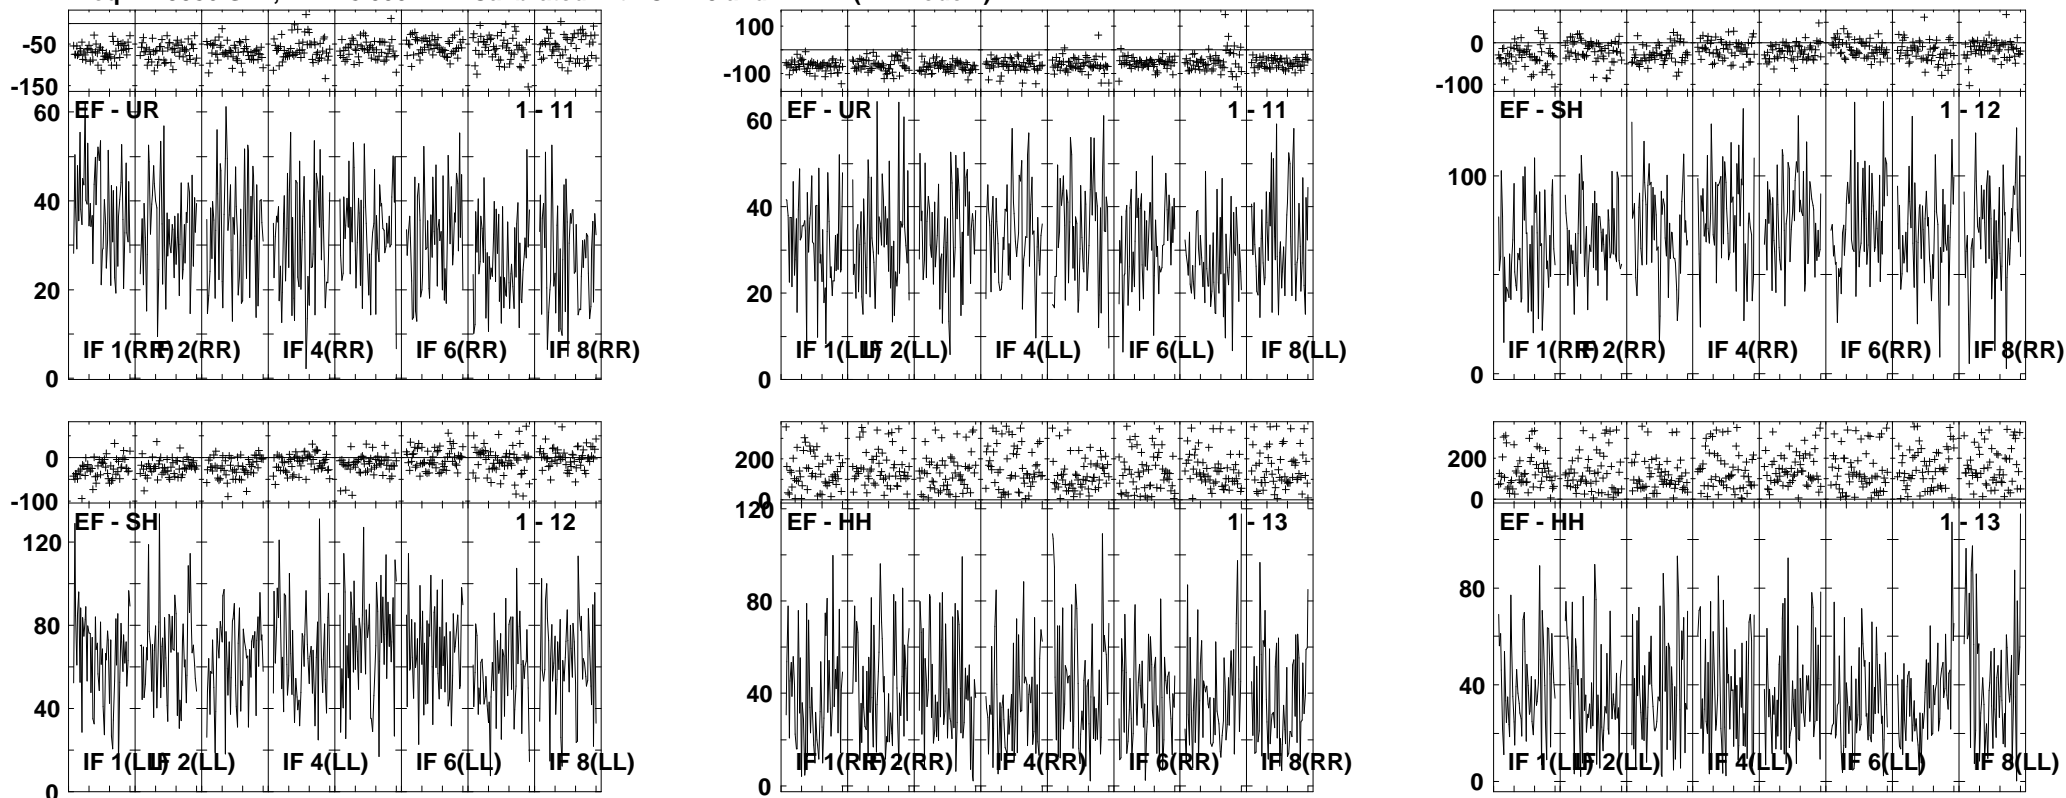 -50
-150
60
EF - UR
1 - 11
40
20
0
IF 1(RR)
IF 2(RR)
IF 4(RR)
IF 6(RR)
IF 8(RR)
100
-100
60
EF - UR
1 - 11
40
20
0
IF 1(LL)
IF 2(LL)
IF 4(LL)
IF 6(LL)
IF 8(LL)
0
-100
EF - SH
1 - 12
100
0
IF 1(RR)
IF 2(RR)
IF 4(RR)
IF 6(RR)
IF 8(RR)
0
-100
EF - SH
1 - 12
120
80
40
0
IF 1(LL)
IF 2(LL)
IF 4(LL)
IF 6(LL)
IF 8(LL)
200
0
120
EF - HH
1 - 13
80
40
0
IF 1(RR)
IF 2(RR)
IF 4(RR)
IF 6(RR)
IF 8(RR)
200
0
EF - HH
1 - 13
80
40
0
IF 1(LL)
IF 2(LL)
IF 4(LL)
IF 6(LL)
IF 8(LL)